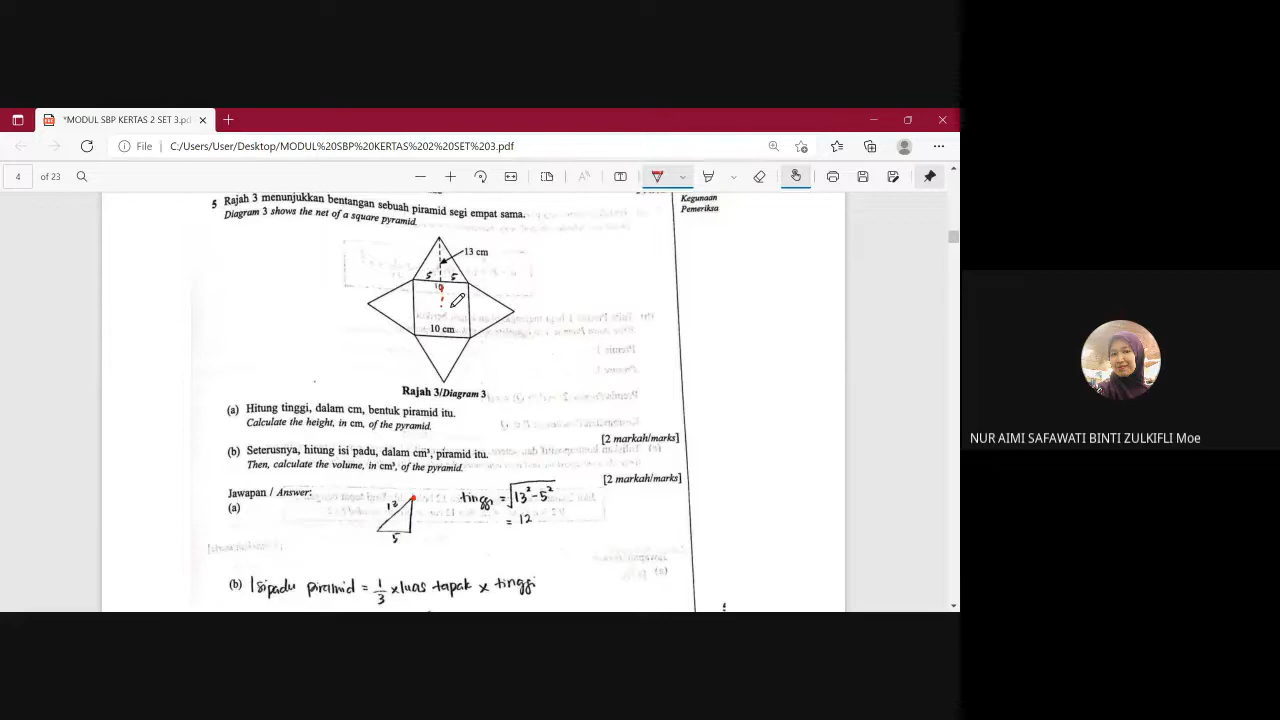 *MODUL SBP KERTAS 2 SET 3.pd
File
C:/Users/User/Desktop/MODUL%20SBP%20KERTAS%202%20SET%203.pdf
4
of 23
Kegunaan
Pemeriksa
5 Rajah 3 menunjukkan bentangan sebuah piramid segi empat sama.
Diagram 3 shows the net of a square pyramid.
13 cm
5 5
10
10 cm
Rajah 3/Diagram 3
(a) Hitung tinggi, dalam cm, bentuk piramid itu.
Calculate the height, in cm, of the pyramid.
[2 markah/marks]
(b) Seterusnya, hitung isi padu, dalam cm³, piramid itu.
Then, calculate the volume, in cm³, of the pyramid.
[2 markah/marks]
Jawapan / Answer:
(a)
13
5
tinggi = √13² - 5²
= 12
(b) Isipadu piramid = 1/3 x luas tapak x tinggi
NUR AIMI SAFAWATI BINTI ZULKIFLI Moe